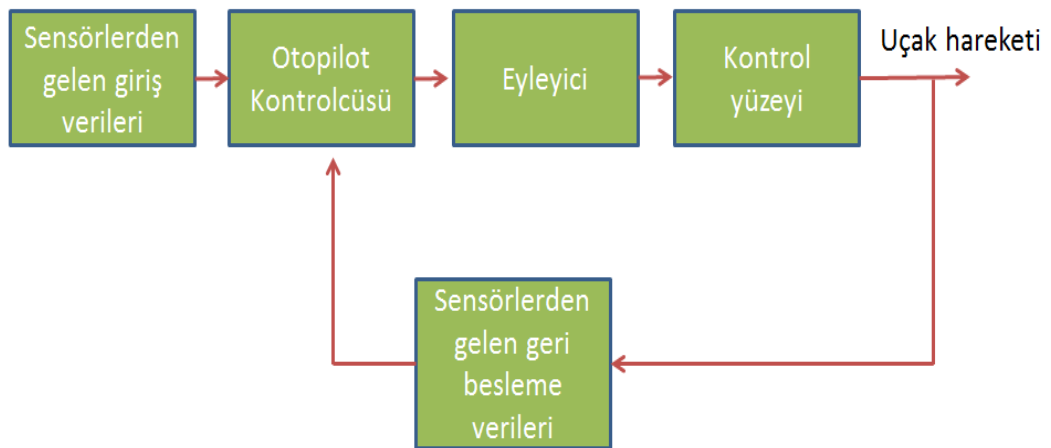 Sensörlerden
gelen giriş
verileri
Otopilot
Kontrolcüsü
Eyleyici
Kontrol
yüzeyi
Uçak hareketi
Sensörlerden
gelen geri
besleme
verileri